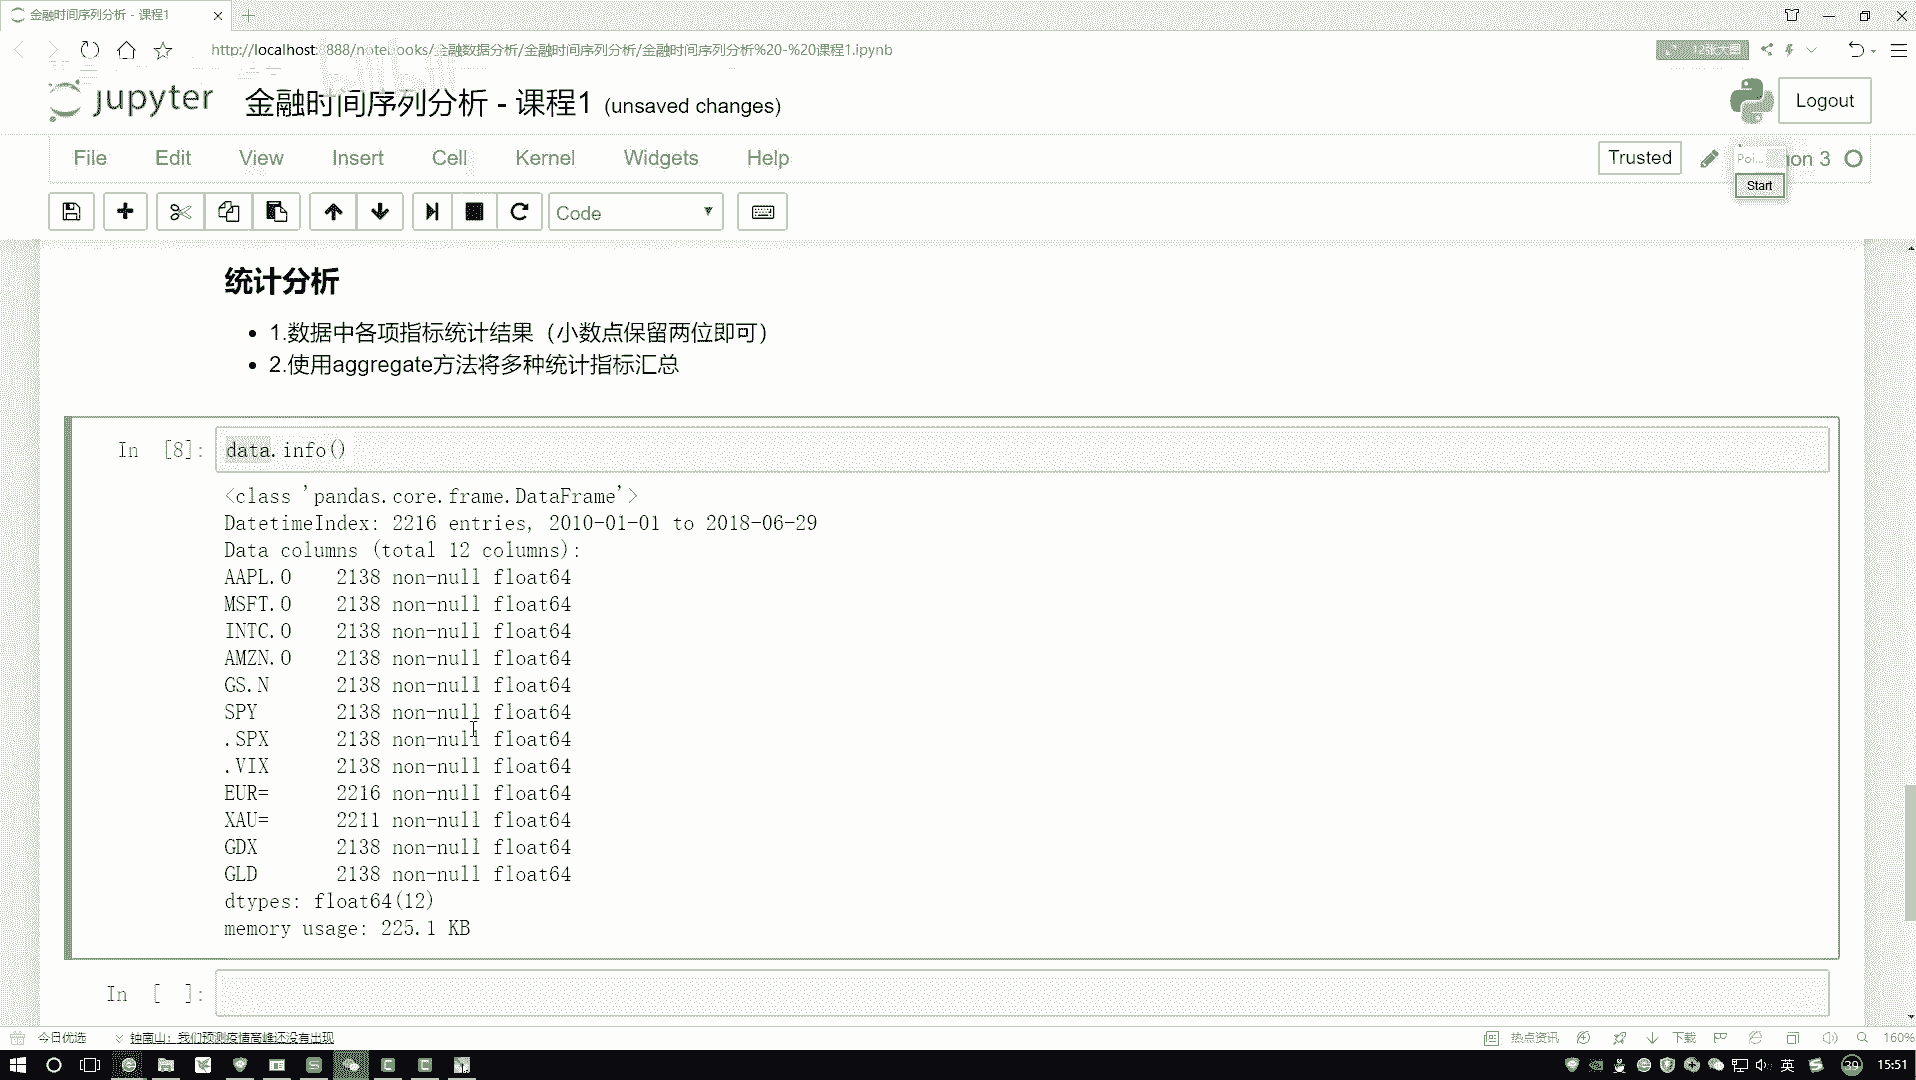 金融时间序列分析 - 课程1
http://localhost:8888/notebooks/金融数据分析/金融时间序列分析/金融时间序列分析%20-%20课程1.ipynb
12张大图
jupyter 金融时间序列分析 - 课程1 (unsaved changes)
Logout
File Edit View Insert Cell Kernel Widgets Help
Trusted
Poi...
on 3
Start
Code
统计分析
1.数据中各项指标统计结果（小数点保留两位即可）
2.使用aggregate方法将多种统计指标汇总
In [8]: data.info()
<class 'pandas.core.frame.DataFrame'>
DatetimeIndex: 2216 entries, 2010-01-01 to 2018-06-29
Data columns (total 12 columns):
AAPL.O 2138 non-null float64
MSFT.O 2138 non-null float64
INTC.O 2138 non-null float64
AMZN.O 2138 non-null float64
GS.N 2138 non-null float64
SPY 2138 non-null float64
.SPX 2138 non-null float64
.VIX 2138 non-null float64
EUR= 2216 non-null float64
XAU= 2211 non-null float64
GDX 2138 non-null float64
GLD 2138 non-null float64
dtypes: float64(12)
memory usage: 225.1 KB
In [ ]:
今日优选
钟南山：我们预测疫情高峰还没有出现
热点资讯
下载
160%
英
39
15:51